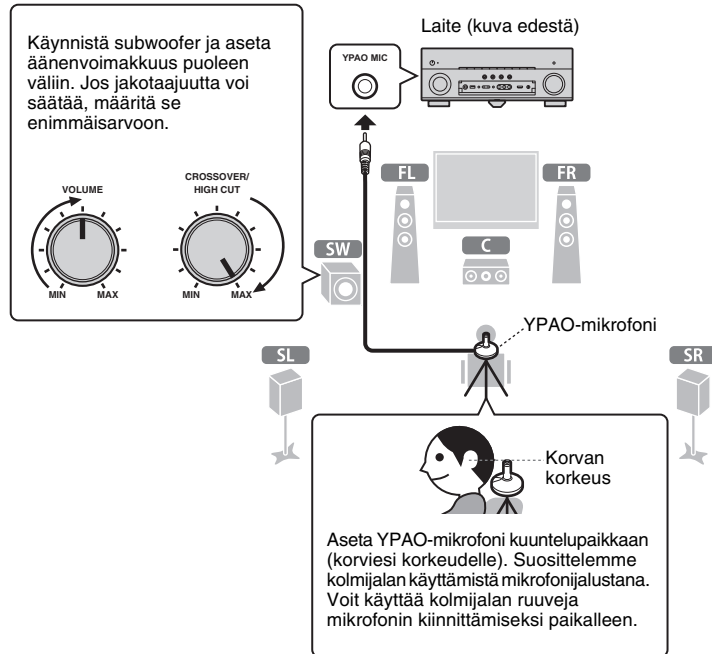 Laite (kuva edestä)
Käynnistä subwoofer ja aseta
äänenvoimakkuus puoleen
väliin. Jos jakotaajuutta voi
säätää, määritä se
enimmäisarvoon.
VOLUME
MIN
MAX
CROSSOVER/
HIGH CUT
MIN
MAX
YPAO MIC
FL
FR
C
SW
YPAO-mikrofoni
SL
SR
Korvan
korkeus
Aseta YPAO-mikrofoni kuuntelupaikkaan
(korviesi korkeudelle). Suosittelemme
kolmijalan käyttämistä mikrofonijalustana.
Voit käyttää kolmijalan ruuveja
mikrofonin kiinnittämiseksi paikalleen.